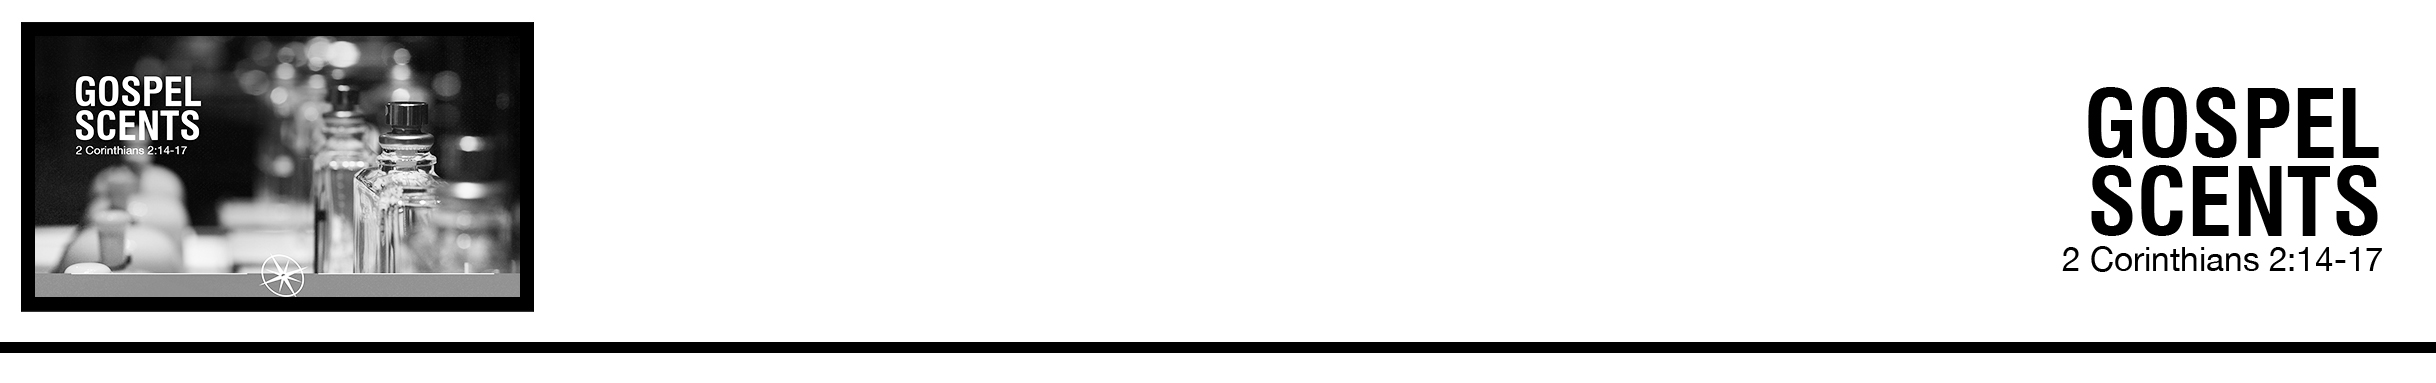 GOSPEL
SCENTS
2 Corinthians 2:14-17
GOSPEL
SCENTS
2 Corinthians 2:14-17